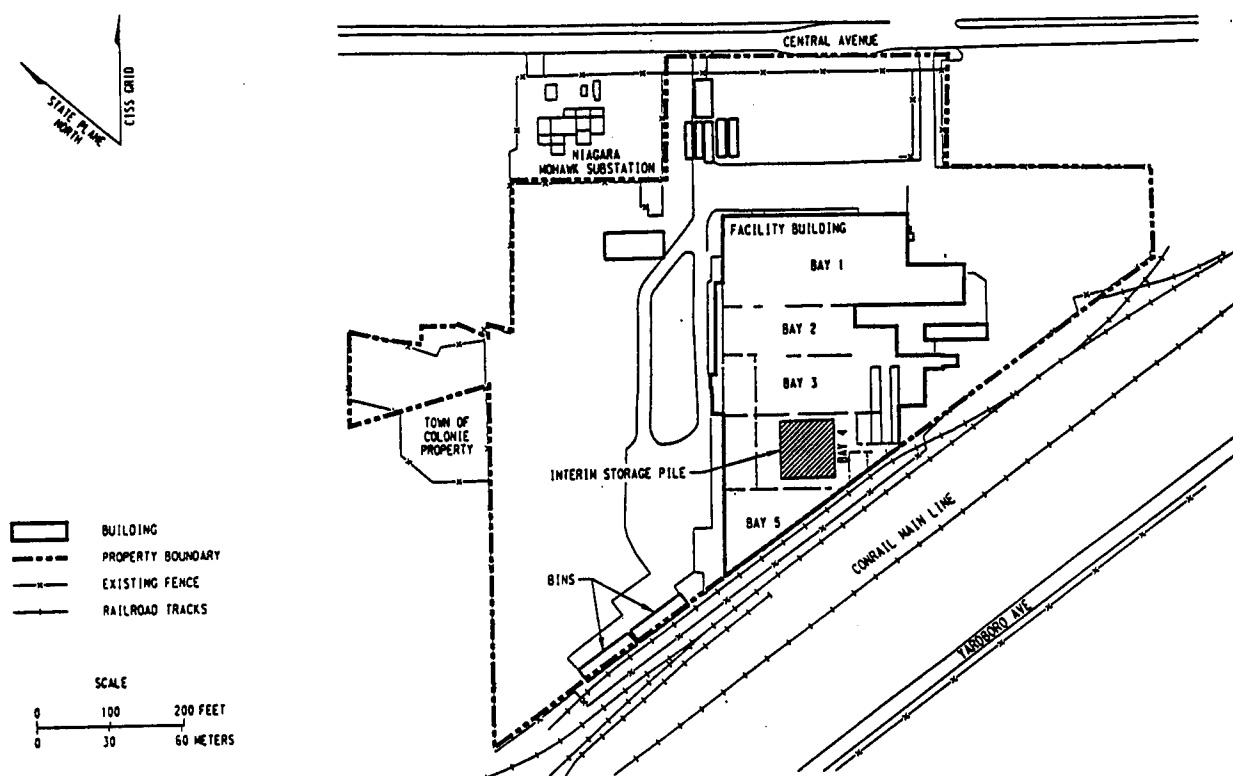 CENTRAL AVENUE
CISS GRID
STATE PLANE
NORTH
NIAGARA
MOHAWK SUBSTATION
FACILITY BUILDING
BAY 1
BAY 2
BAY 3
TOWN OF
COLONIE
PROPERTY
BAY 4
INTERIM STORAGE PILE
BAY 5
CONRAIL MAIN LINE
BUILDING
PROPERTY BOUNDARY
EXISTING FENCE
RAILROAD TRACKS
BINS
YARDBORO AVE
SCALE
0 100 200 FEET
0 30 60 METERS